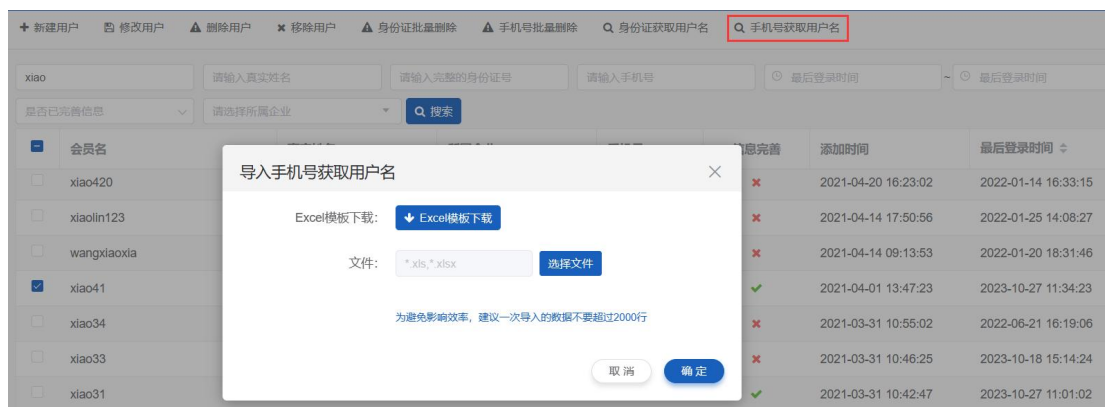 新建用户 修改用户 删除用户 移除用户 身份证批量删除 手机号批量删除 身份证获取用户名 手机号获取用户名
xiao 请输入真实姓名 请输入完整的身份证号 请输入手机号 最后登录时间 ~ 最后登录时间
是否已完善信息 请选择所属企业 搜索
会员名 信息完善 添加时间 最后登录时间
导入手机号获取用户名
xiao420 2021-04-20 16:23:02 2022-01-14 16:33:15
xiaolin123 Excel模板下载: Excel模板下载 2021-04-14 17:50:56 2022-01-25 14:08:27
wangxiaoxia 文件: *.xls,*.xlsx 选择文件 2021-04-14 09:13:53 2022-01-20 18:31:46
xiao41 2021-04-01 13:47:23 2023-10-27 11:34:23
为避免影响效率，建议一次导入的数据不要超过2000行
xiao34 2021-03-31 10:55:02 2022-06-21 16:19:06
xiao33 2021-03-31 10:46:25 2023-10-18 15:14:24
取消 确定
xiao31 2021-03-31 10:42:47 2023-10-27 11:01:02